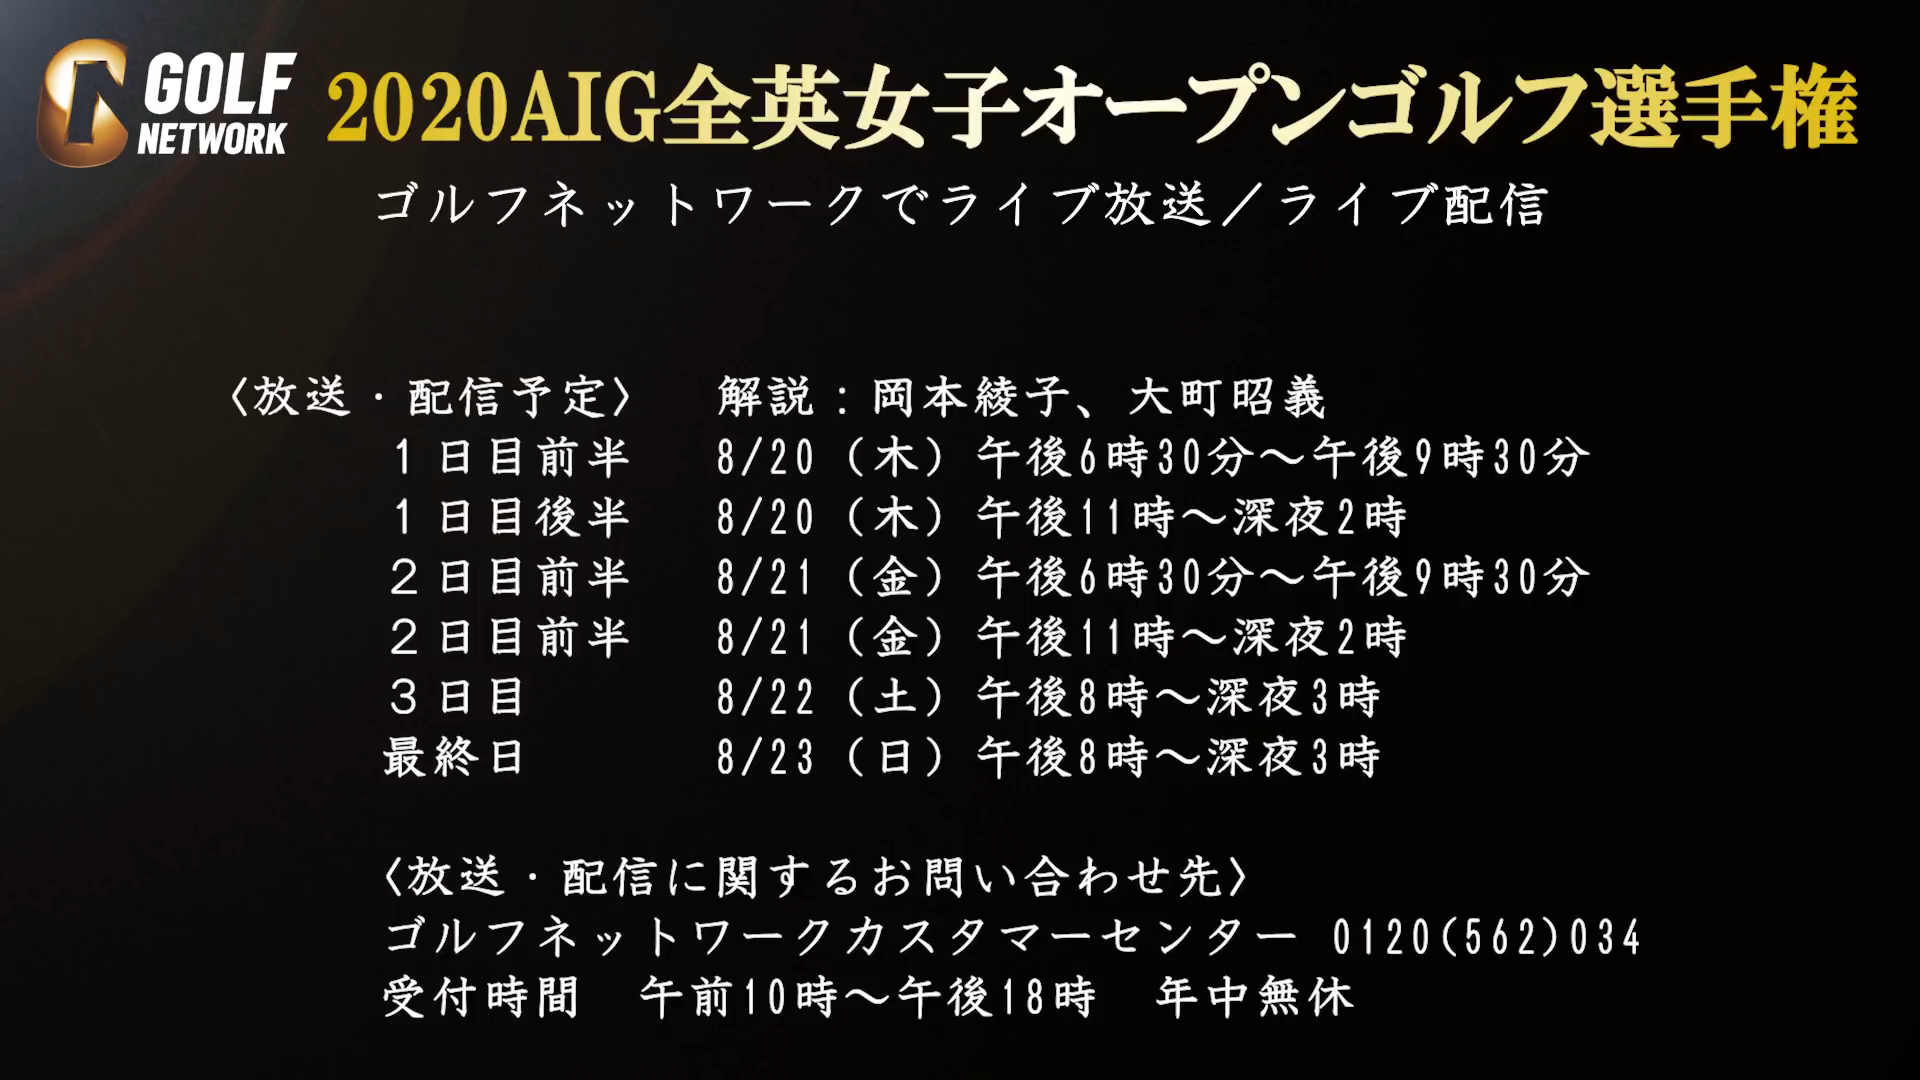 GOLF
NETWORK
2020AIG全英女子オープンゴルフ選手権
ゴルフネットワークでライブ放送／ライブ配信
〈放送・配信予定〉 解説：岡本綾子、大町昭義
１日目前半 8/20（木）午後6時30分～午後9時30分
１日目後半 8/20（木）午後11時～深夜2時
２日目前半 8/21（金）午後6時30分～午後9時30分
２日目前半 8/21（金）午後11時～深夜2時
３日目 8/22（土）午後8時～深夜3時
最終日 8/23（日）午後8時～深夜3時
〈放送・配信に関するお問い合わせ先〉
ゴルフネットワークカスタマーセンター 0120(562)034
受付時間 午前10時～午後18時 年中無休